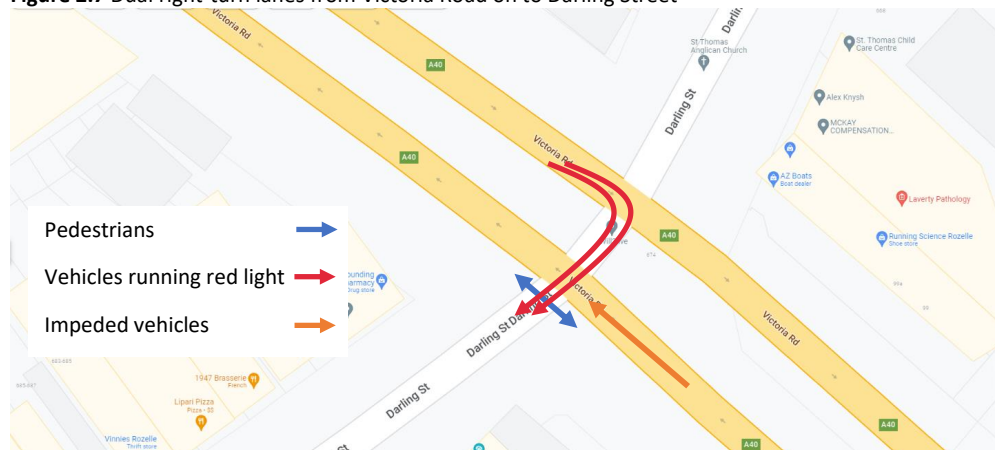 Dual right-turn lanes from Victoria Road on to Darling Street
Victoria Rd
A40
St Thomas
Anglican Church
Darling St
St. Thomas Child
Care Centre
Alex Knysh
MCKAY
COMPENSATION...
Victoria Rd
AZ Boats
Boat dealer
Laverty Pathology
A40
Pedestrians
Vehicles running red light
Impeded vehicles
A40
Running Science Rozelle
Shoe store
674
Darling St
Victoria Rd
Darling St
1947 Brasserie
French
Lipari Pizza
Pizza - $$
Vinnies Rozelle
Thrift store
A40
A40